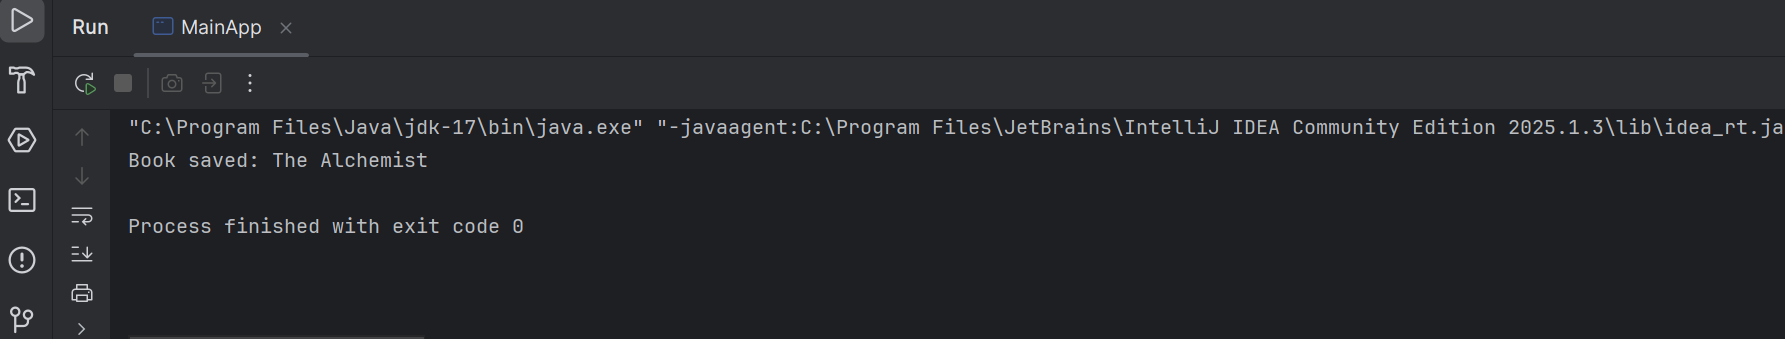 Run MainApp
"C:\Program Files\Java\jdk-17\bin\java.exe" "-javaagent:C:\Program Files\JetBrains\IntelliJ IDEA Community Edition 2025.1.3\lib\idea_rt.ja
Book saved: The Alchemist
Process finished with exit code 0